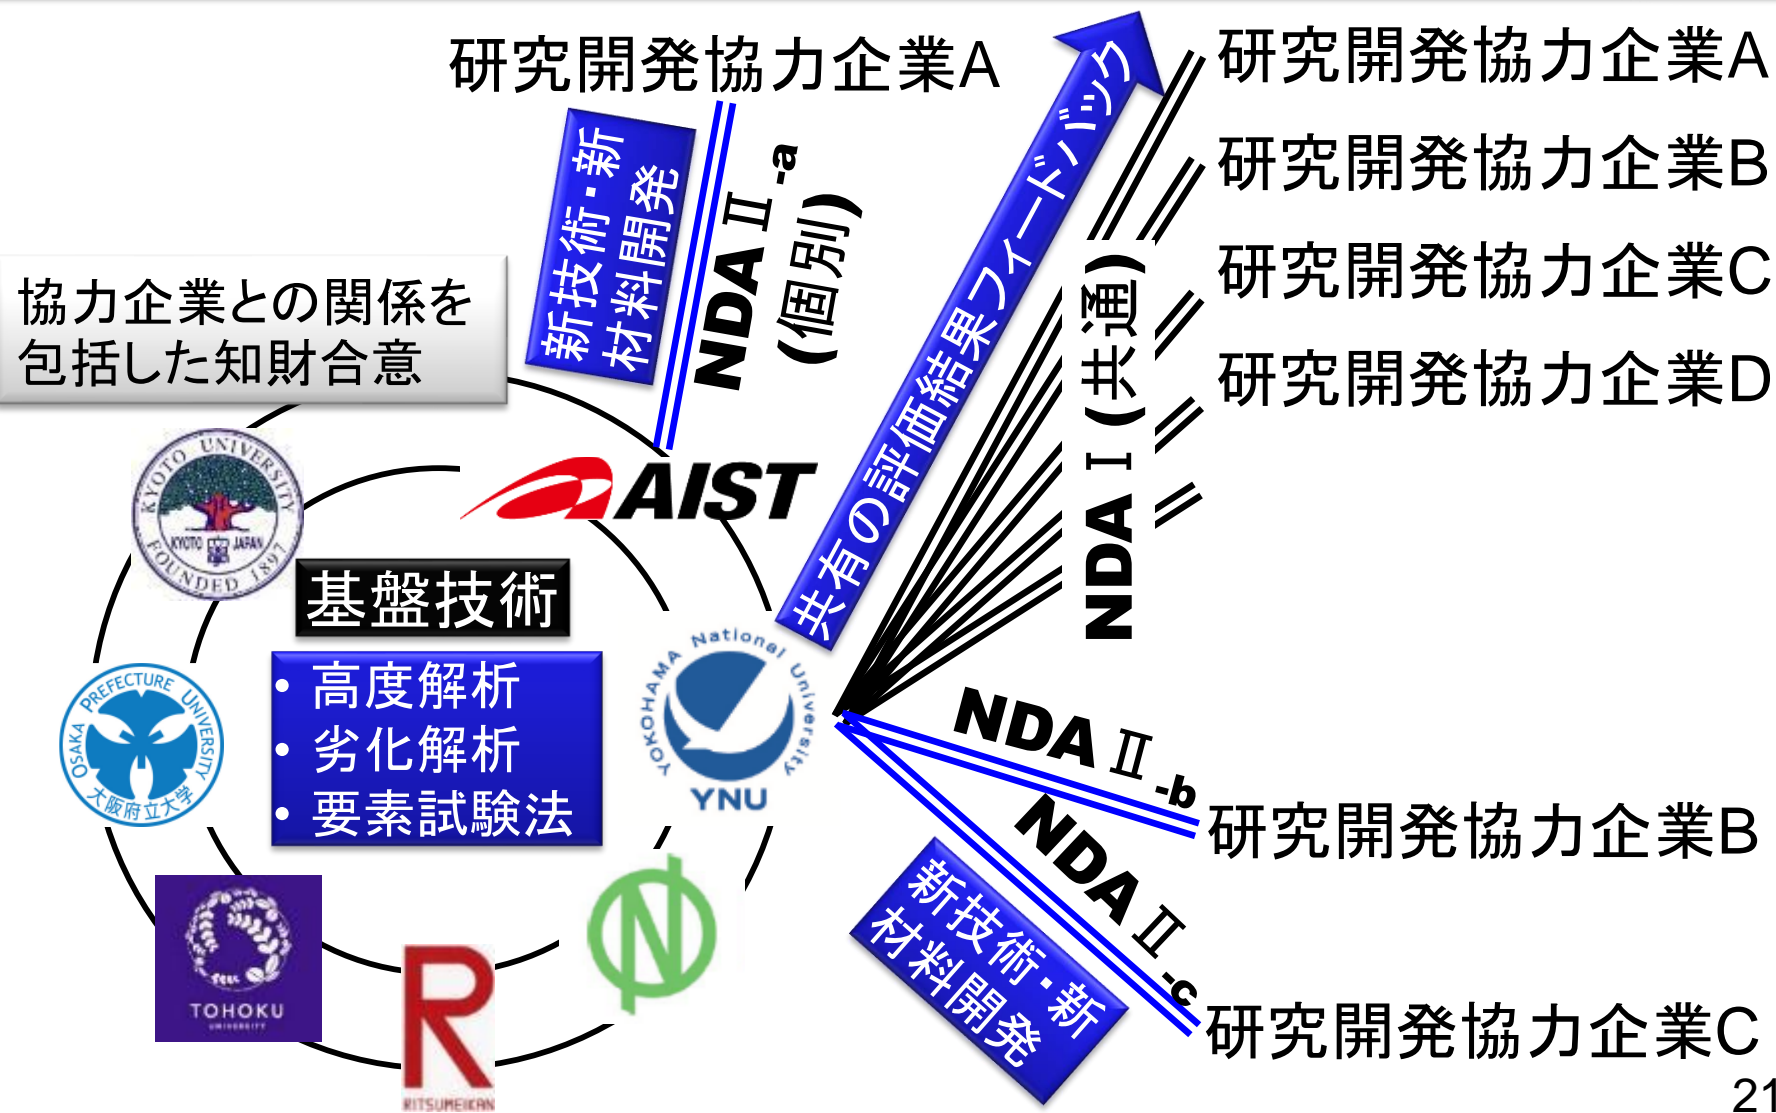 研究開発協力企業A
新技術・新
材料開発
NDAⅡ-a
(個別)
共有の評価結果フィードバック
研究開発協力企業A
研究開発協力企業B
研究開発協力企業C
研究開発協力企業D
NDAⅠ(共通)
協力企業との関係を
包括した知財合意
KYOTO UNIVERSITY
KYOTO JAPAN
FOUNDED 1897
AIST
基盤技術
• 高度解析
• 劣化解析
• 要素試験法
OSAKA PREFECTURE UNIVERSITY
大阪府立大学
YOKOHAMA National University
YNU
TOHOKU
UNIVERSITY
R
RITSUMEIKAN
N
NDAⅡ-b
研究開発協力企業B
NDAⅡ-c
新技術・新
材料開発
研究開発協力企業C
21